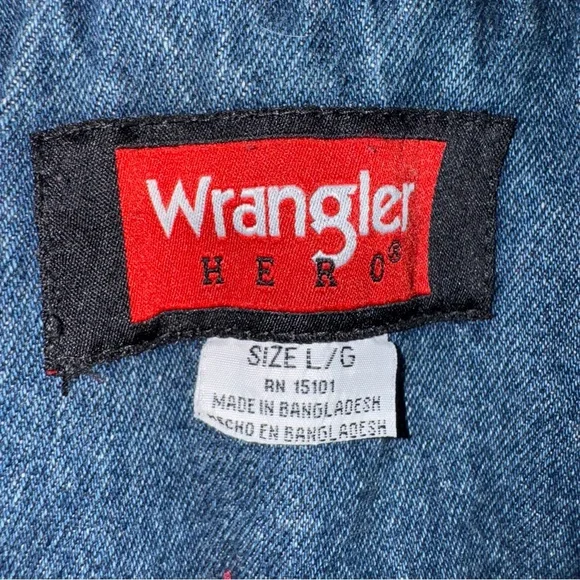 Wrangler
HERO®
SIZE L/G
RN 15101
MADE IN BANGLADESH
HECHO EN BANGLADESH